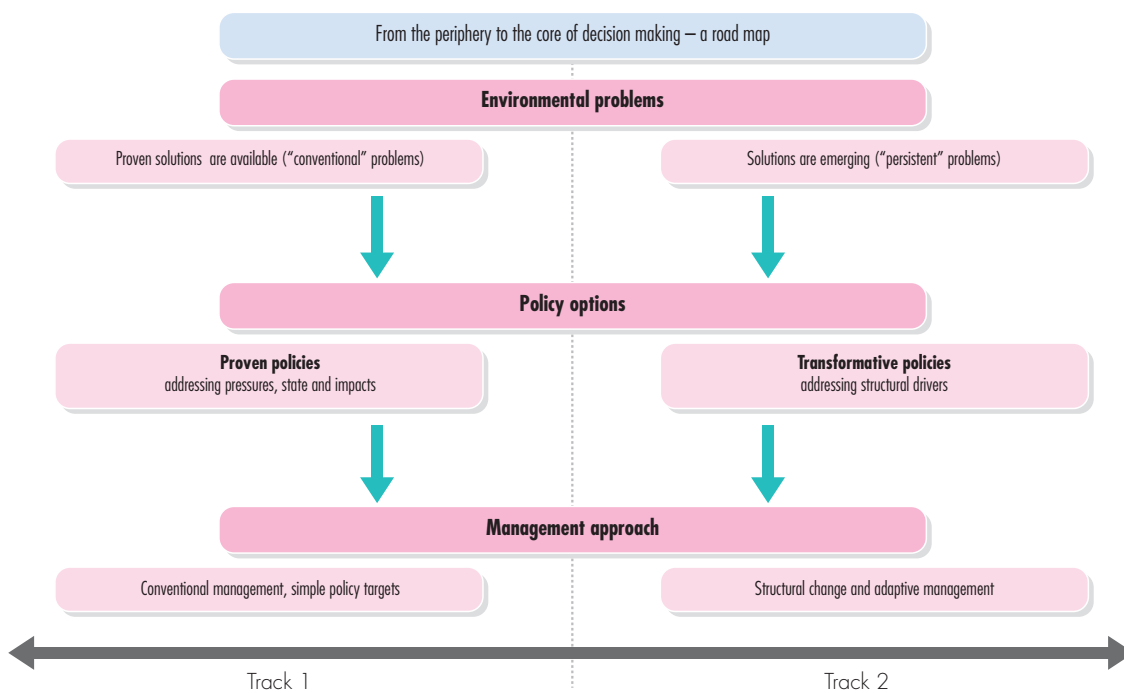 From the periphery to the core of decision making – a road map
Environmental problems
Proven solutions are available (“conventional” problems)
Solutions are emerging (“persistent” problems)
Policy options
Proven policies
addressing pressures, state and impacts
Transformative policies
addressing structural drivers
Management approach
Conventional management, simple policy targets
Structural change and adaptive management
Track 1
Track 2